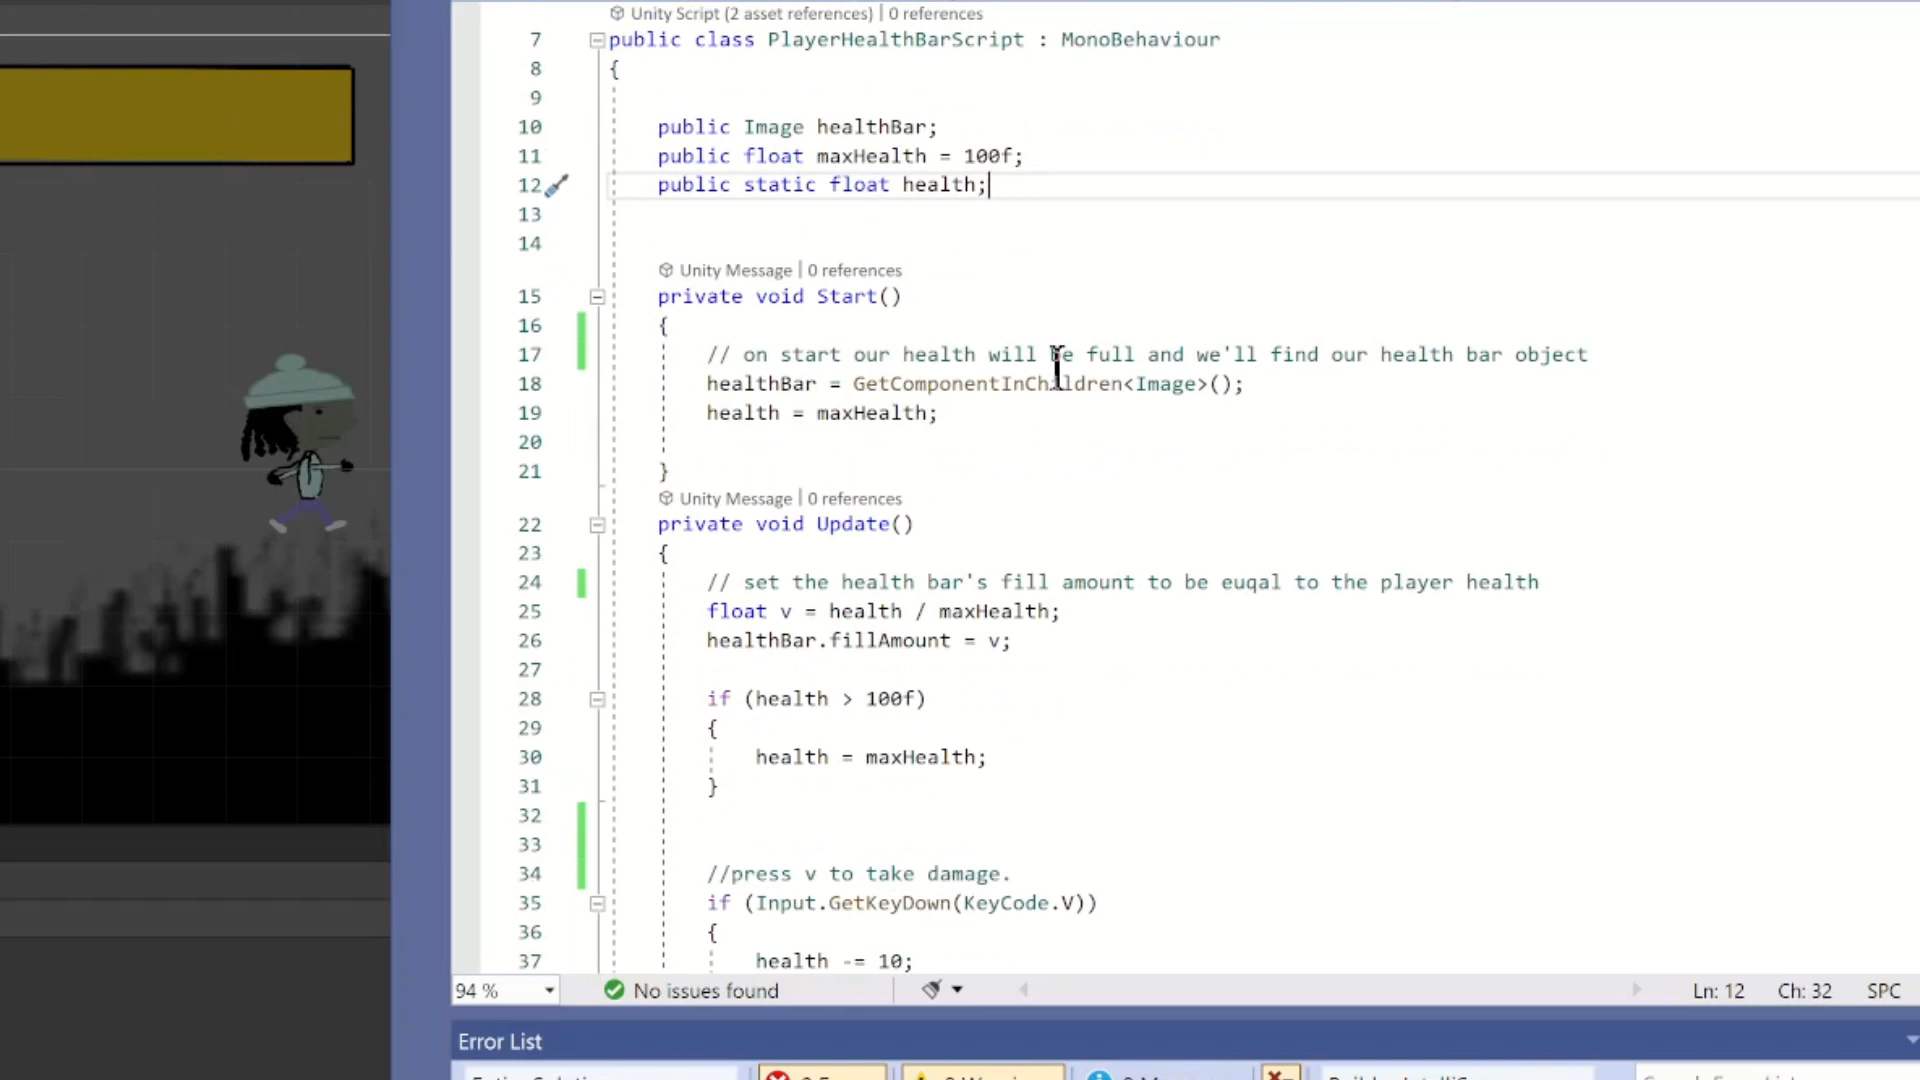 Unity Script (2 asset references) | 0 references
7 public class PlayerHealthBarScript : MonoBehaviour
8 {
9
10 public Image healthBar;
11 public float maxHealth = 100f;
12 public static float health;
13
14
Unity Message | 0 references
15 private void Start()
16 {
17 // on start our health will be full and we'll find our health bar object
18 healthBar = GetComponentInChildren<Image>();
19 health = maxHealth;
20
21 }
Unity Message | 0 references
22 private void Update()
23 {
24 // set the health bar's fill amount to be euqal to the player health
25 float v = health / maxHealth;
26 healthBar.fillAmount = v;
27
28 if (health > 100f)
29 {
30 health = maxHealth;
31 }
32
33
34 //press v to take damage.
35 if (Input.GetKeyDown(KeyCode.V))
36 {
37 health -= 10;
94 % No issues found Ln: 12 Ch: 32 SPC
Error List